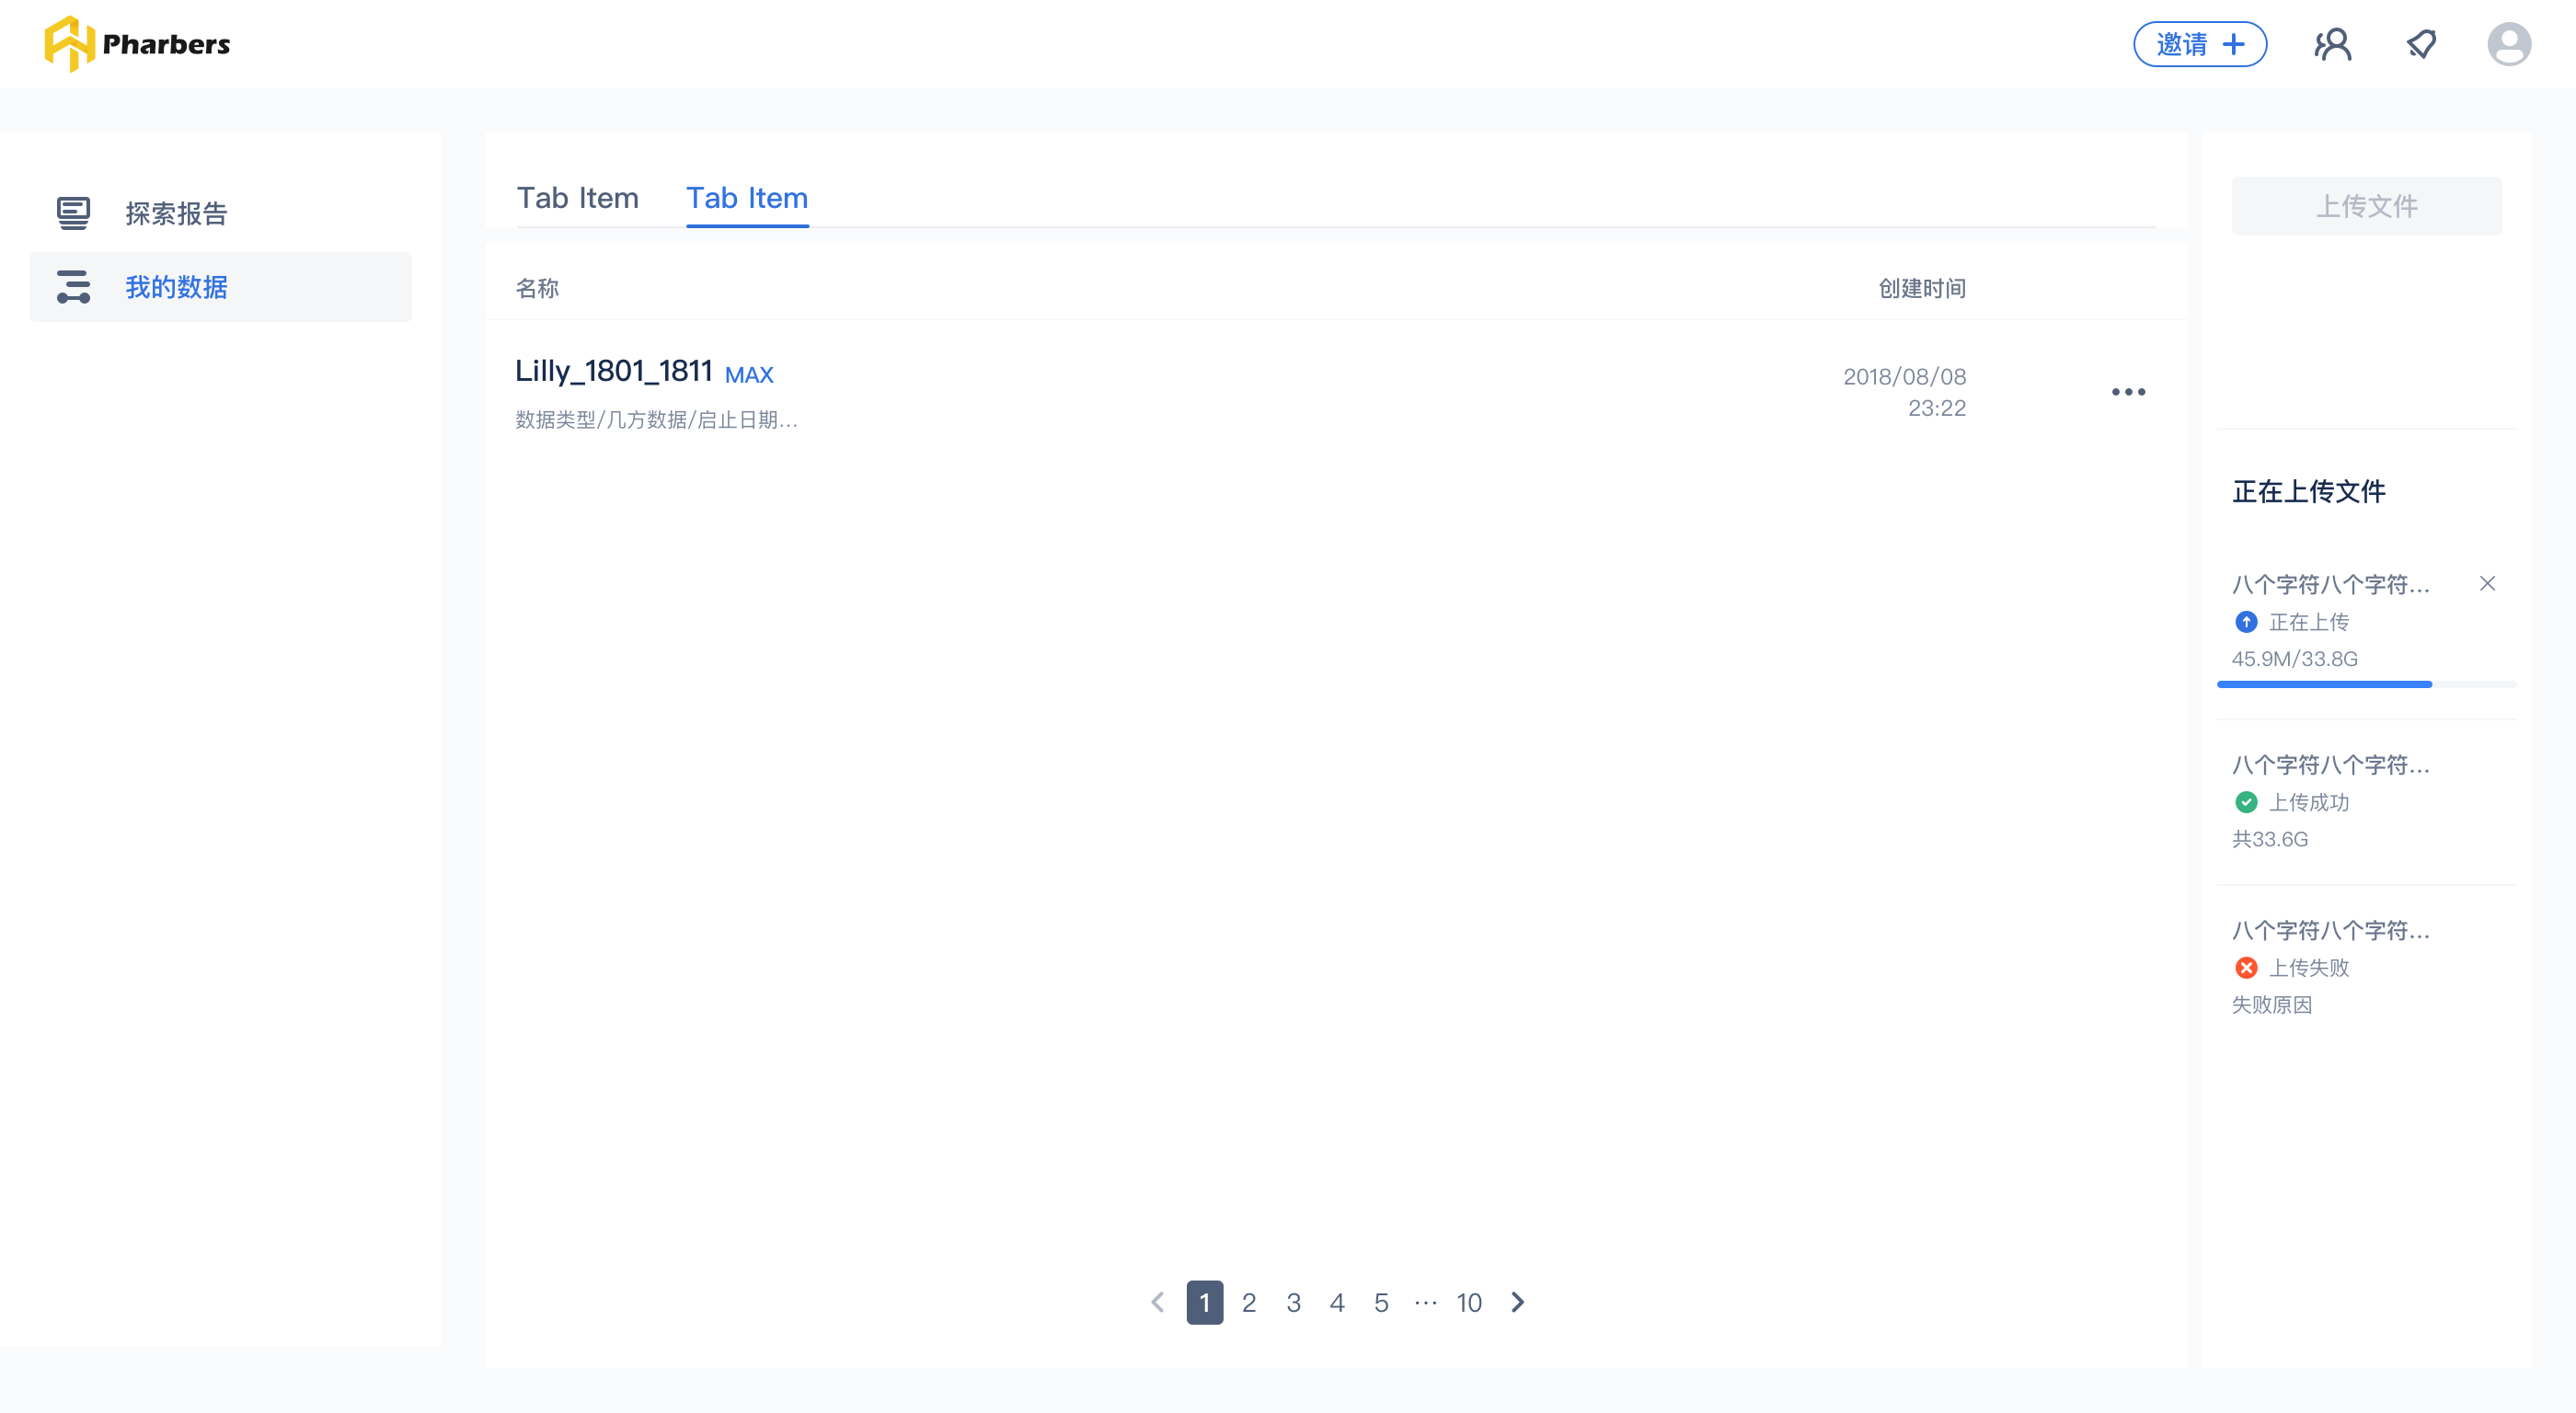 Pharbers
邀请
探索报告
我的数据
Tab Item
Tab Item
名称
创建时间
Lilly_1801_1811 MAX
数据类型/几方数据/启止日期...
2018/08/08
23:22
1 2 3 4 5 ··· 10
上传文件
正在上传文件
八个字符八个字符...
正在上传
45.9M/33.8G
八个字符八个字符...
上传成功
共33.6G
八个字符八个字符...
上传失败
失败原因